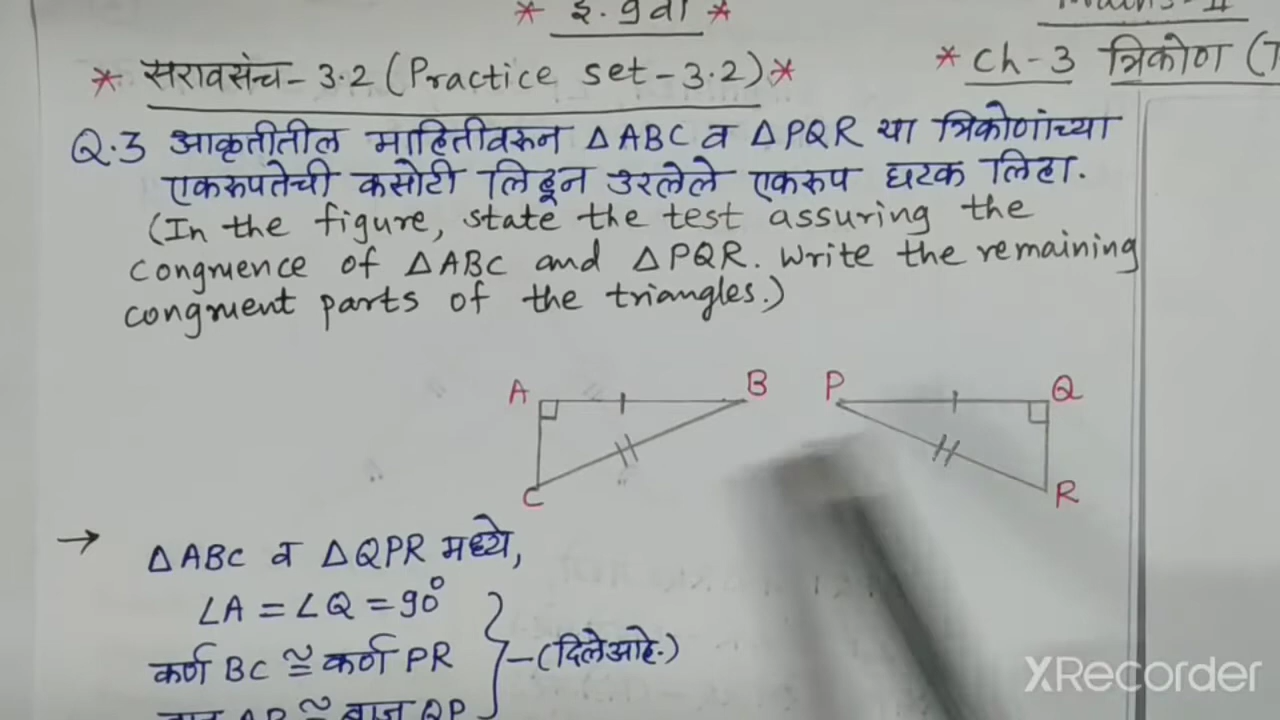 * इ. 9 वी *
* सरावसंच - 3.2 (Practice set - 3.2) *
* Ch-3 त्रिकोण
Q.3 आकृतीतील माहितीवरुन △ABC व △PQR या त्रिकोणांच्या
एकरुपतेची कसोटी लिहून उरलेले एकरुप घटक लिहा.
(In the figure, state the test assuring the
congruence of △ABC and △PQR. Write the remaining
congruent parts of the triangles.)
A B P Q
C R
→ △ABC व △QPR मध्ये,
∠A = ∠Q = 90°
कर्ण BC ≅ कर्ण PR } —(दिले आहे.)
≅ बाजू QP
XRecorder